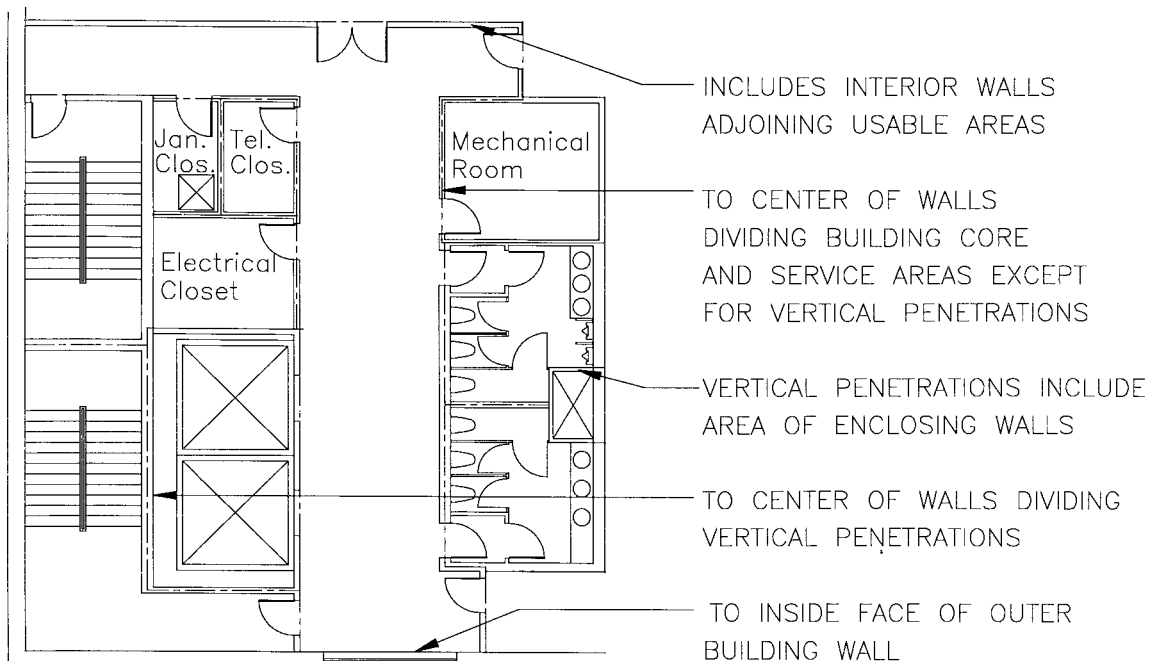 INCLUDES INTERIOR WALLS
ADJOINING USABLE AREAS
Jan.
Clos.
Tel.
Clos.
Mechanical
Room
TO CENTER OF WALLS
DIVIDING BUILDING CORE
AND SERVICE AREAS EXCEPT
FOR VERTICAL PENETRATIONS
Electrical
Closet
VERTICAL PENETRATIONS INCLUDE
AREA OF ENCLOSING WALLS
TO CENTER OF WALLS DIVIDING
VERTICAL PENETRATIONS
TO INSIDE FACE OF OUTER
BUILDING WALL